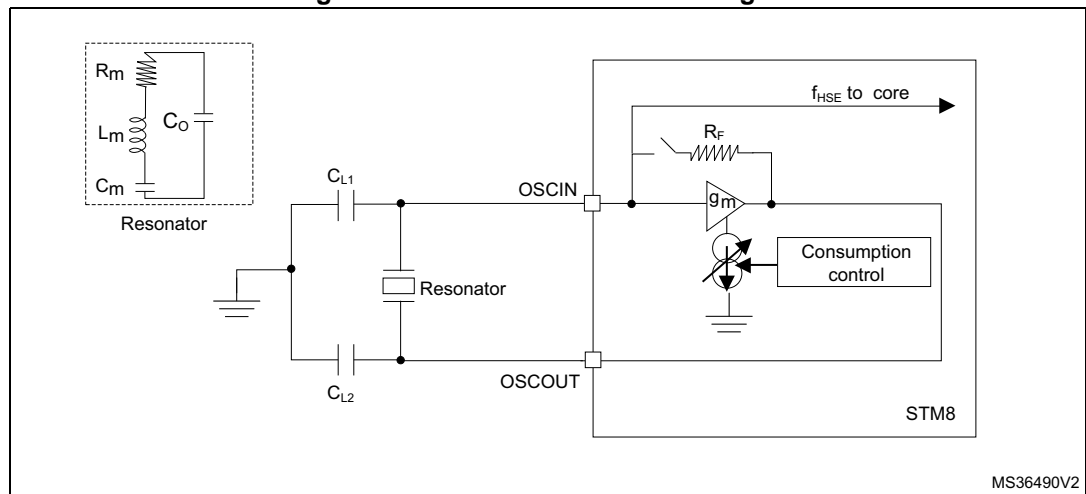 Rm
Lm
Cm
CO
Resonator
CL1
CL2
Resonator
OSCIN
OSCOUT
fHSE to core
RF
gm
Consumption
control
STM8
MS36490V2